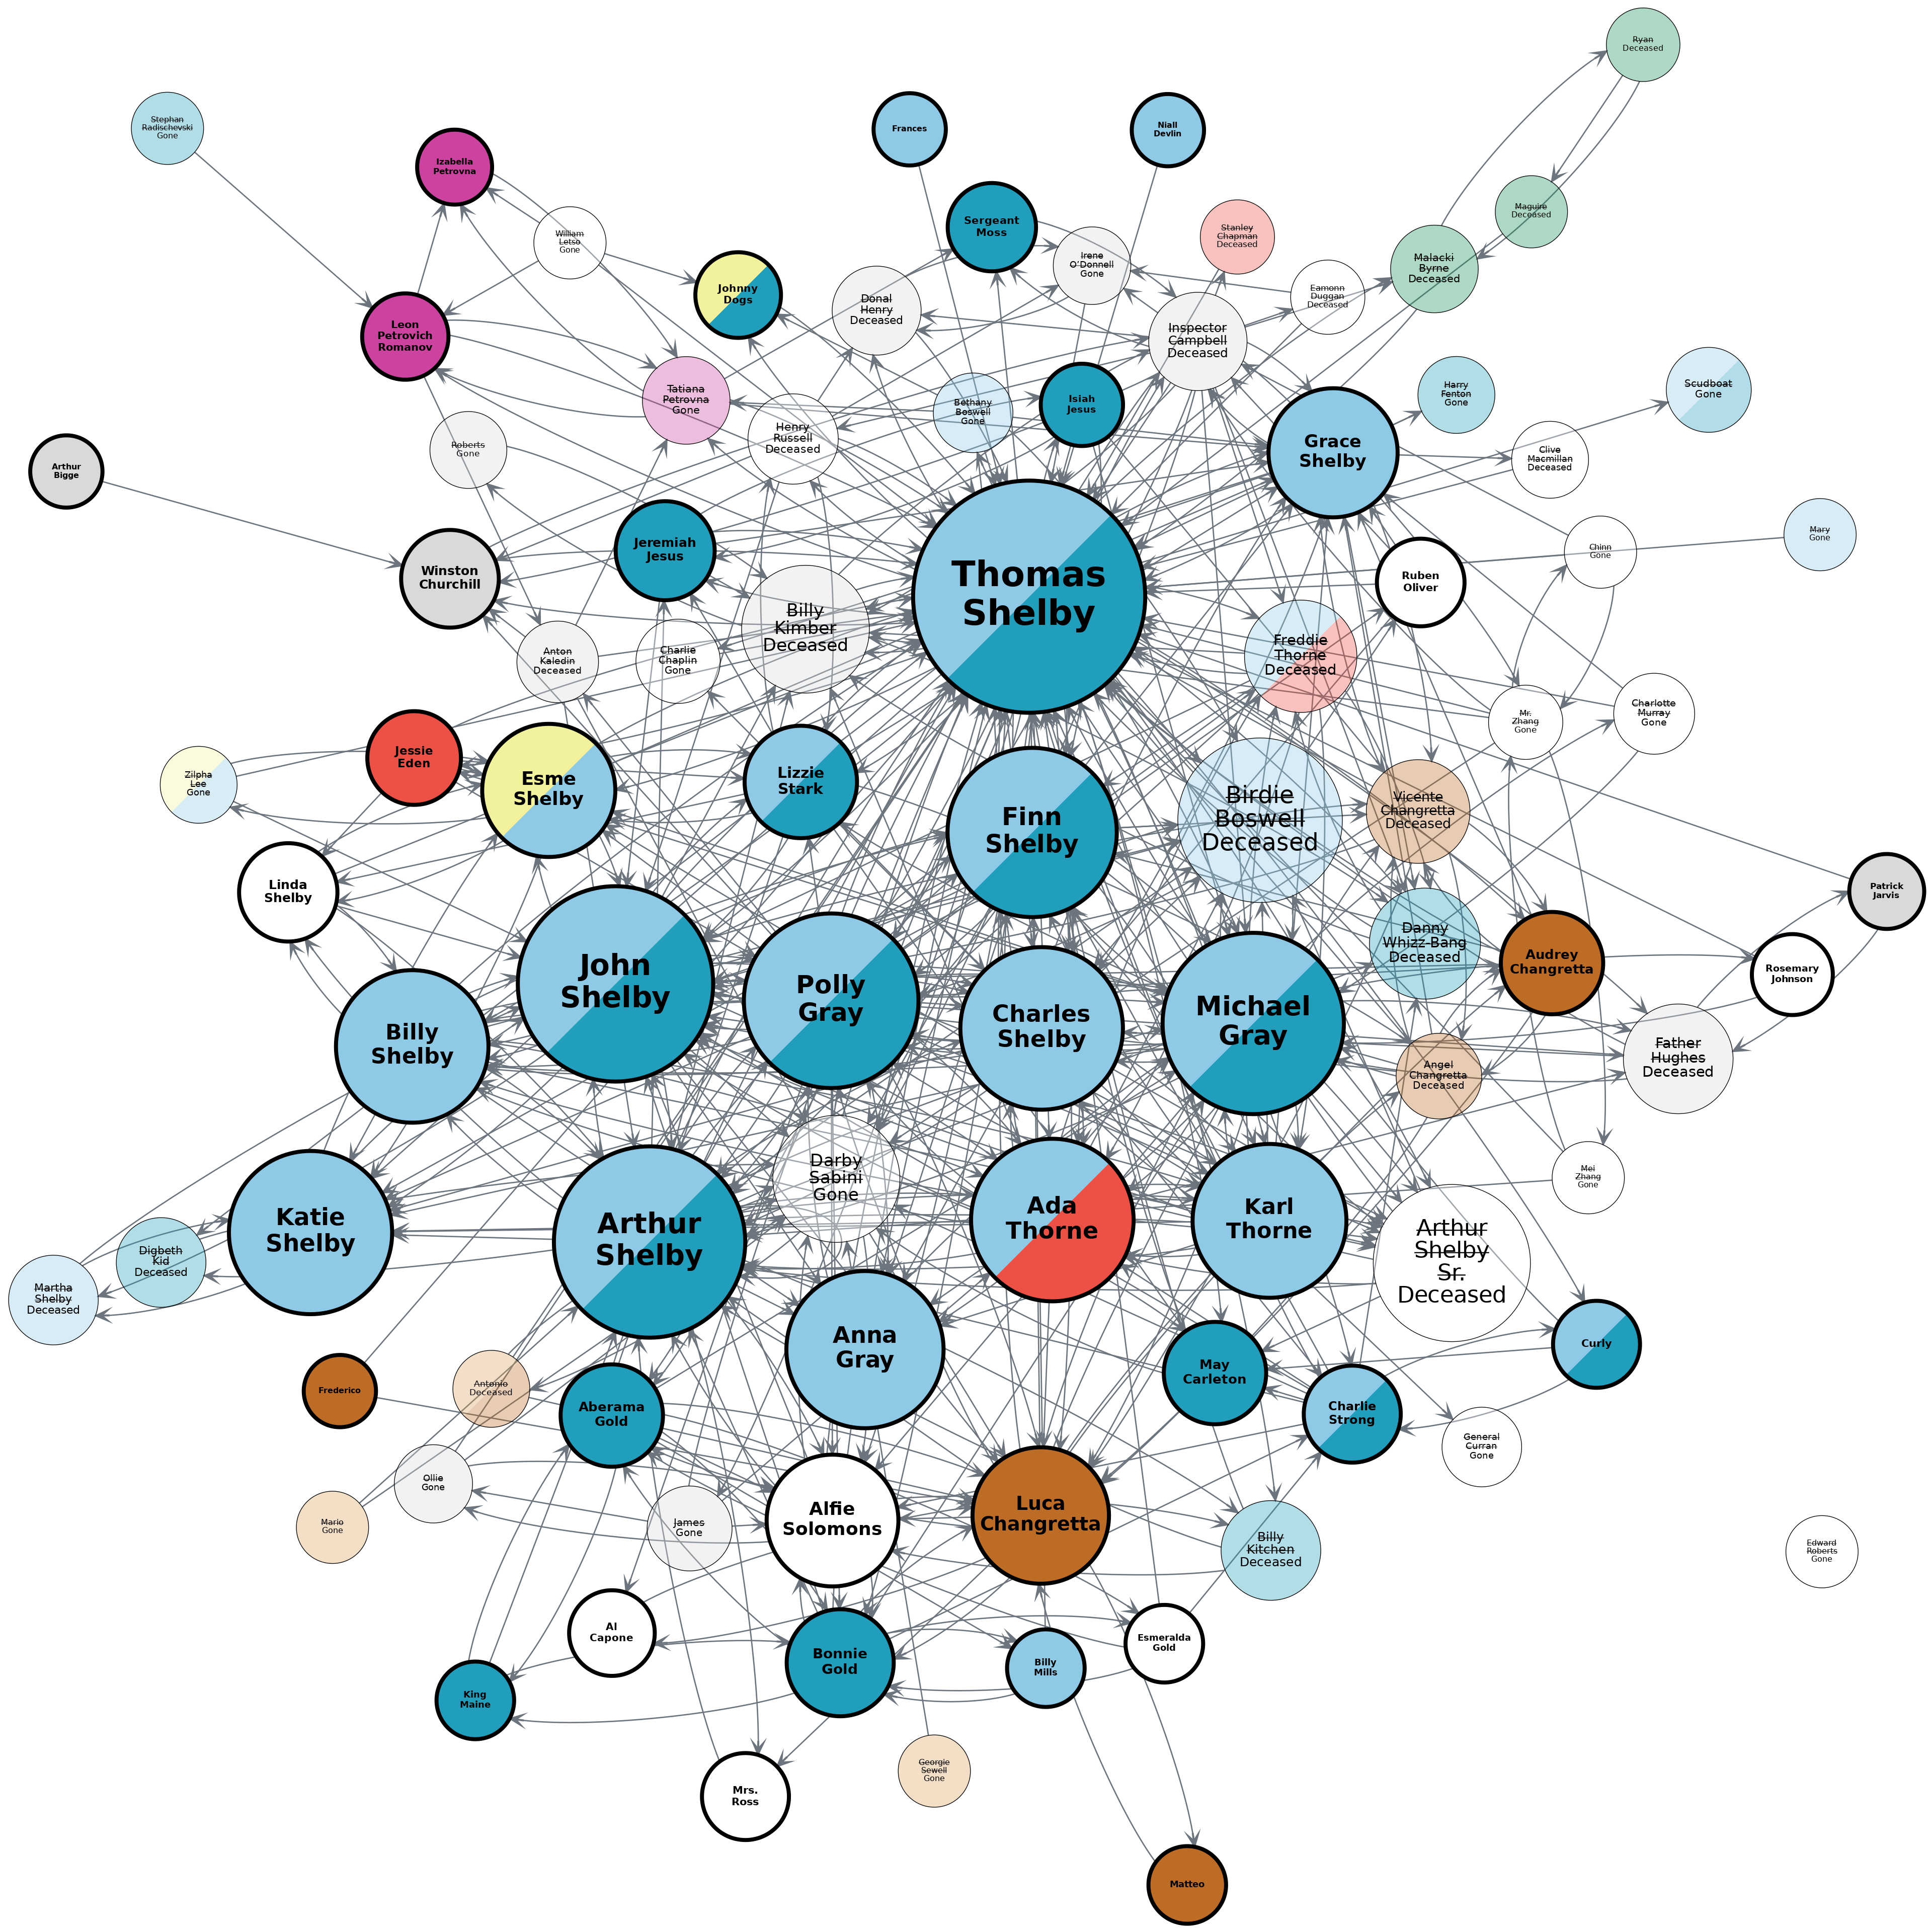 Ryan
Deceased
Stephan
Radischevski
Gone
Frances
Niall
Devlin
Izabella
Petrovna
Maguire
Deceased
Sergeant
Moss
Stanley
Chapman
Deceased
William
Letso
Gone
Irene
O'Donnell
Gone
Malacki
Byrne
Deceased
Johnny
Dogs
Eamonn
Duggan
Deceased
Donal
Henry
Deceased
Leon
Petrovich
Romanov
Inspector
Campbell
Deceased
Scudboat
Gone
Harry
Fenton
Gone
Tatiana
Petrovna
Gone
Bethany
Boswell
Gone
Isiah
Jesus
Henry
Russell
Deceased
Roberts
Gone
Grace
Shelby
Clive
Macmillan
Deceased
Arthur
Bigge
Mary
Gone
Jeremiah
Jesus
Chinn
Gone
Winston
Churchill
Ruben
Oliver
Thomas
Shelby
Billy
Kimber
Deceased
Anton
Kaledin
Deceased
Charlie
Chaplin
Gone
Freddie
Thorne
Deceased
Charlotte
Murray
Gone
Mr.
Zhang
Gone
Jessie
Eden
Zilpha
Lee
Gone
Esme
Shelby
Lizzie
Stark
Finn
Shelby
Birdie
Boswell
Deceased
Vicente
Changretta
Deceased
Linda
Shelby
Patrick
Jarvis
Danny
Whizz-Bang
Deceased
Audrey
Changretta
Rosemary
Johnson
John
Shelby
Polly
Gray
Charles
Shelby
Michael
Gray
Billy
Shelby
Father
Hughes
Deceased
Angel
Changretta
Deceased
Darby
Sabini
Gone
Mei
Zhang
Gone
Katie
Shelby
Arthur
Shelby
Ada
Thorne
Karl
Thorne
Arthur
Shelby
Sr.
Deceased
Digbeth
Kid
Deceased
Martha
Shelby
Deceased
Anna
Gray
Curly
May
Carleton
Frederico
Antonio
Deceased
Aberama
Gold
Charlie
Strong
General
Curran
Gone
Ollie
Gone
Alfie
Solomons
Luca
Changretta
Mario
Gone
James
Gone
Billy
Kitchen
Deceased
Edward
Roberts
Gone
Al
Capone
Bonnie
Gold
Billy
Mills
Esmeralda
Gold
King
Maine
Georgie
Sewell
Gone
Mrs.
Ross
Matteo